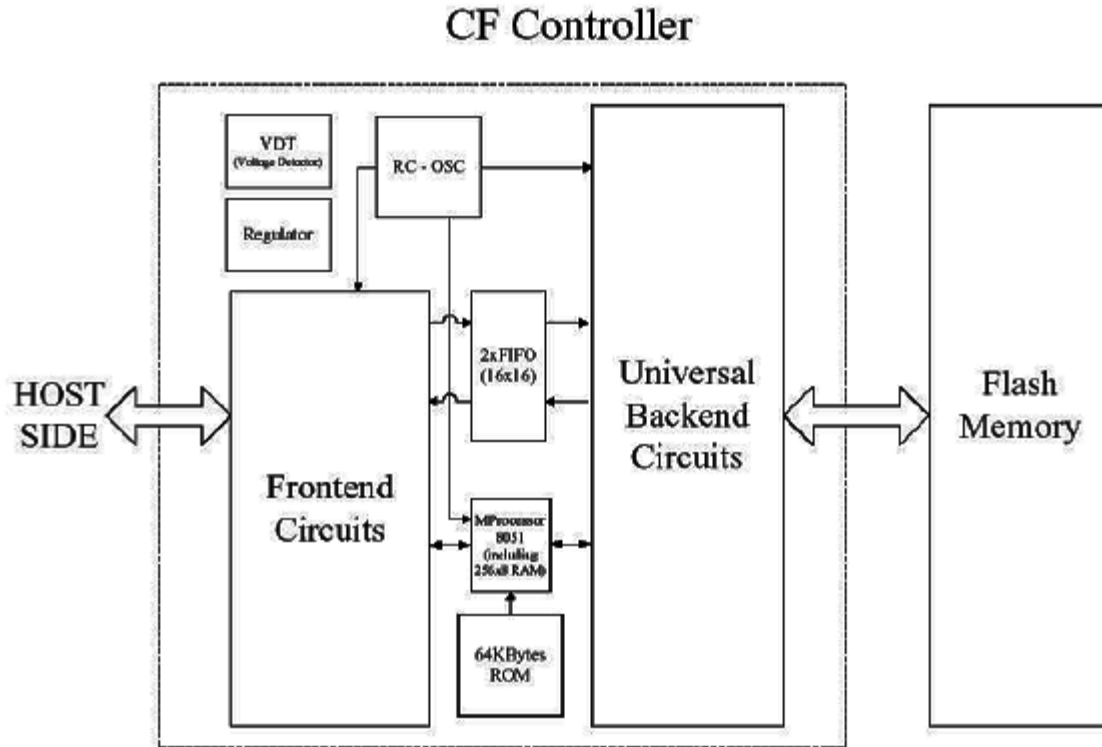 CF Controller
VDT
(Voltage Detector)
RC - OSC
Regulator
2xFIFO
(16x16)
HOST
SIDE
Frontend
Circuits
Universal
Backend
Circuits
Flash
Memory
MProcessor
8051
(including
256x8 RAM)
64KBytes
ROM